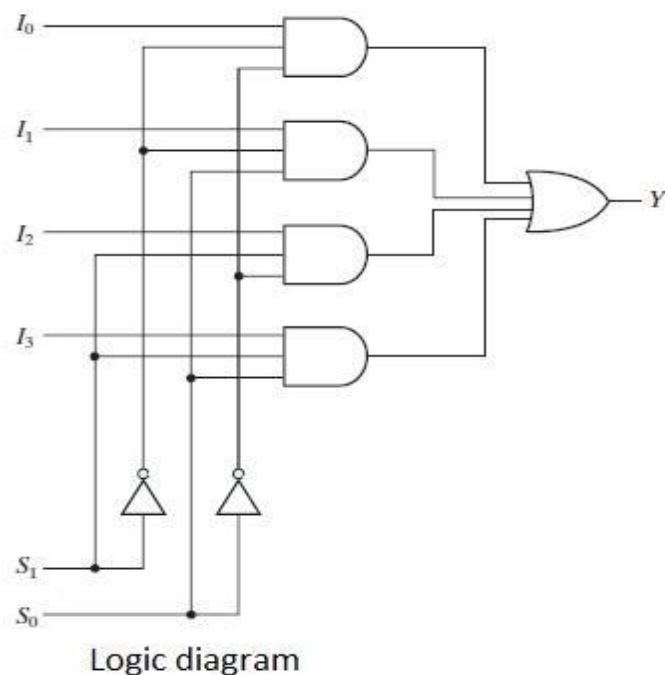 I₀
I₁
Y
I₂
I₃
S₁
S₀
Logic diagram